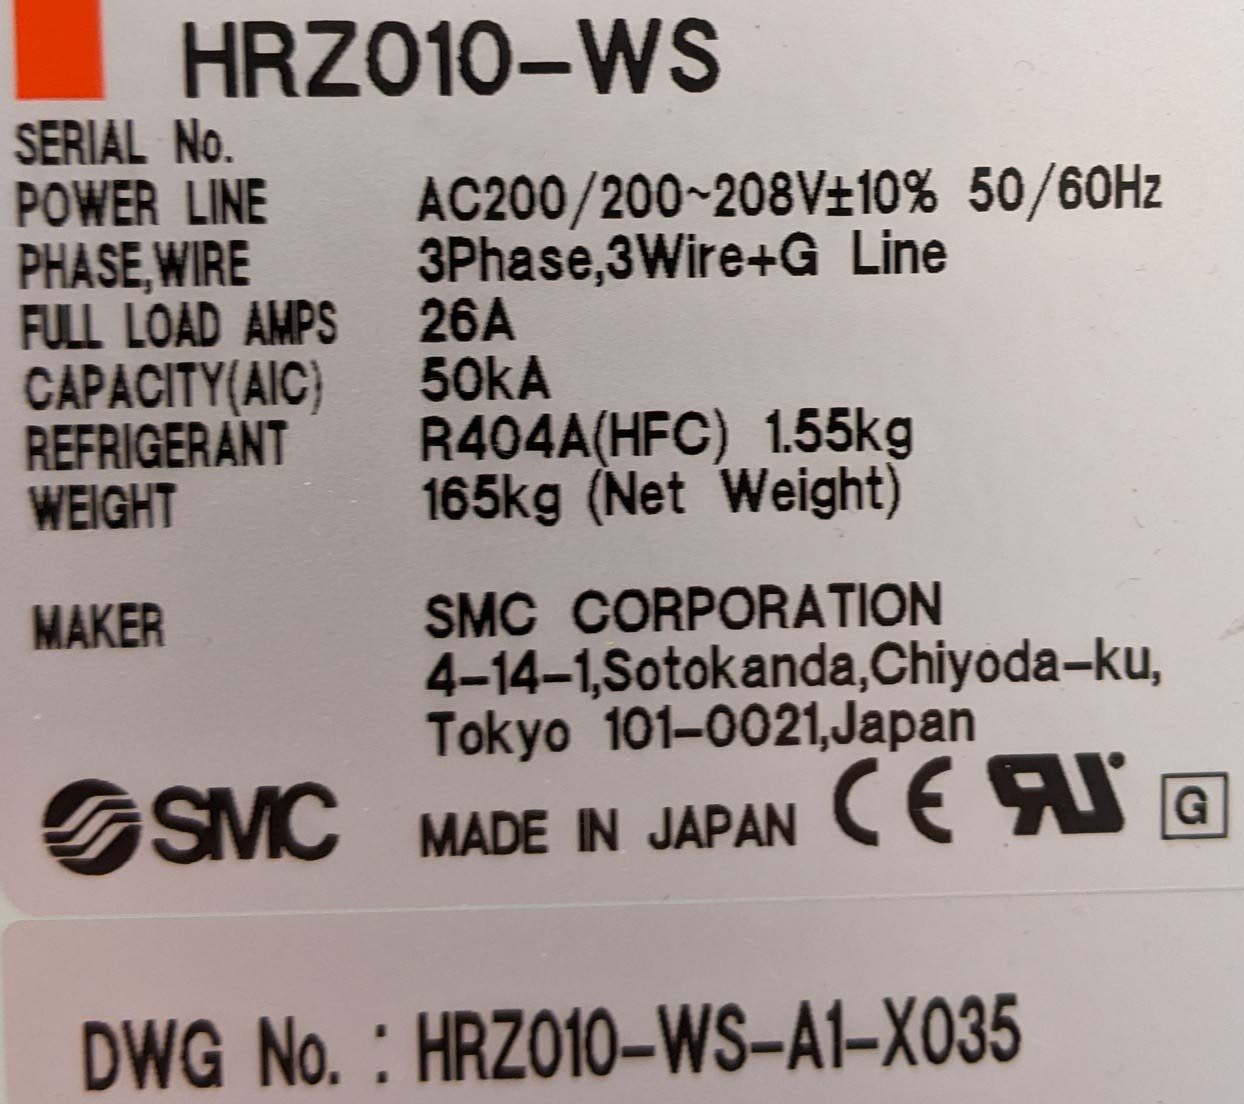 HRZ010-WS
SERIAL No.
POWER LINE AC200/200~208V±10% 50/60Hz
PHASE,WIRE 3Phase,3Wire+G Line
FULL LOAD AMPS 26A
CAPACITY(AIC) 50kA
REFRIGERANT R404A(HFC) 1.55kg
WEIGHT 165kg (Net Weight)
MAKER SMC CORPORATION
4-14-1,Sotokanda,Chiyoda-ku,
Tokyo 101-0021,Japan
SMC MADE IN JAPAN CE RU G
DWG No. : HRZ010-WS-A1-X035